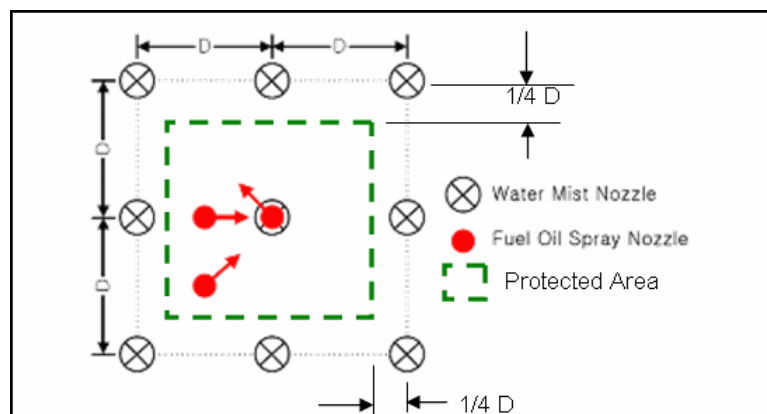 D D
1/4 D
D
Water Mist Nozzle
Fuel Oil Spray Nozzle
Protected Area
D
1/4 D